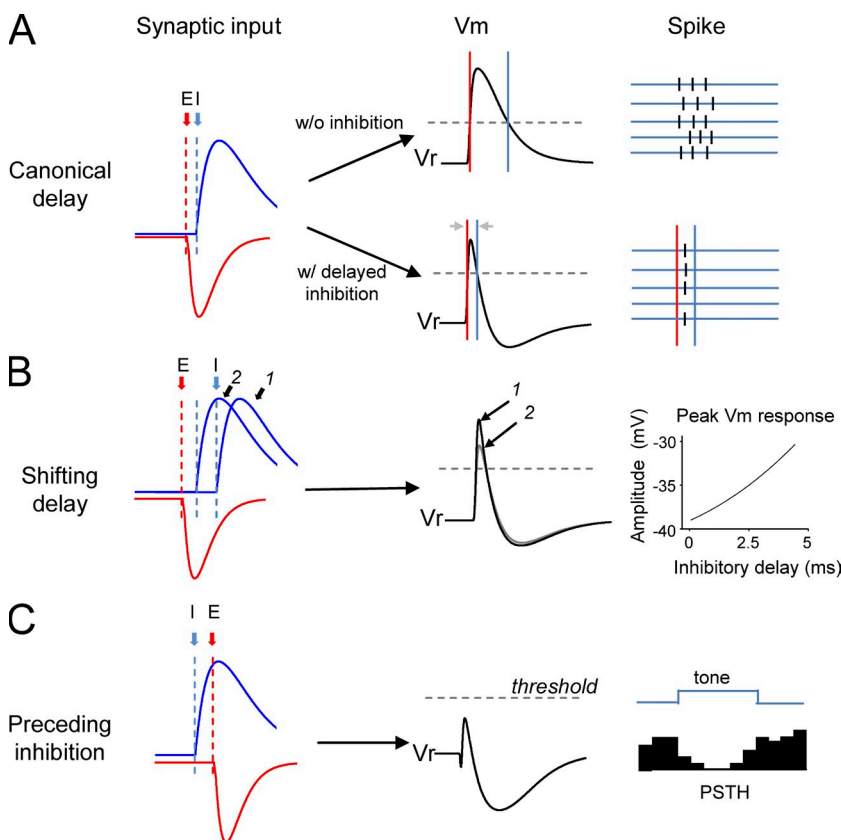 A
Synaptic input
Vm
Spike
E I
w/o inhibition
Vr
Canonical
delay
w/ delayed
inhibition
Vr
B
E
I
2
1
1
2
Shifting
delay
Vr
Peak Vm response
Amplitude (mV)
-30
-35
-40
0
2.5
5
Inhibitory delay (ms)
C
I
E
Preceding
inhibition
threshold
Vr
tone
PSTH